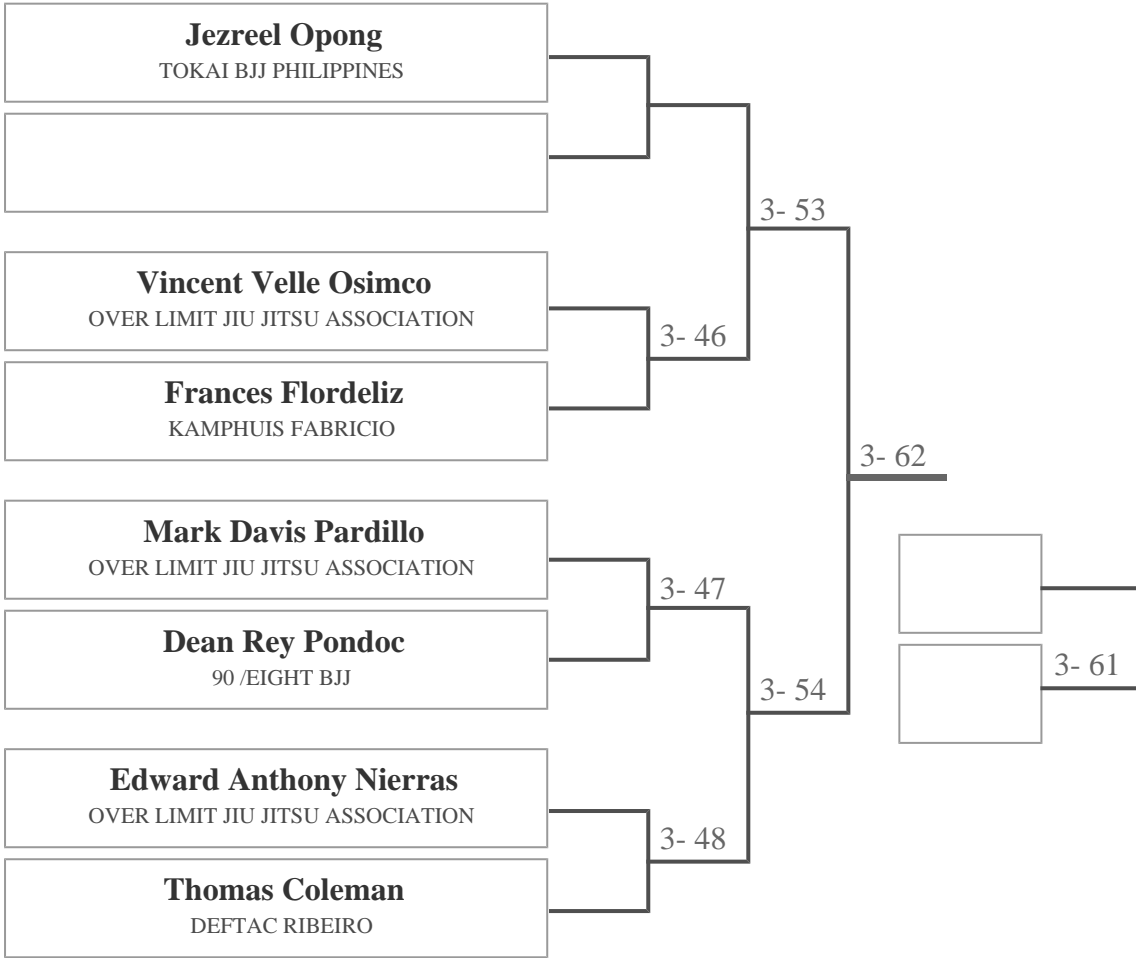 Jezreel Opong
TOKAI BJJ PHILIPPINES
3- 53
Vincent Velle Osimco
OVER LIMIT JIU JITSU ASSOCIATION
3- 46
Frances Flordeliz
KAMPHUIS FABRICIO
3- 62
Mark Davis Pardillo
OVER LIMIT JIU JITSU ASSOCIATION
3- 47
Dean Rey Pondoc
90 /EIGHT BJJ
3- 54
3- 61
Edward Anthony Nierras
OVER LIMIT JIU JITSU ASSOCIATION
3- 48
Thomas Coleman
DEFTAC RIBEIRO